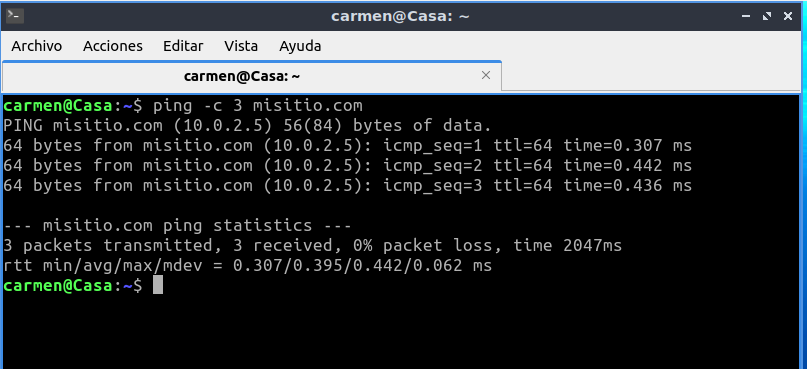 carmen@Casa: ~
Archivo Acciones Editar Vista Ayuda
carmen@Casa: ~
carmen@Casa:~$ ping -c 3 misitio.com
PING misitio.com (10.0.2.5) 56(84) bytes of data.
64 bytes from misitio.com (10.0.2.5): icmp_seq=1 ttl=64 time=0.307 ms
64 bytes from misitio.com (10.0.2.5): icmp_seq=2 ttl=64 time=0.442 ms
64 bytes from misitio.com (10.0.2.5): icmp_seq=3 ttl=64 time=0.436 ms
--- misitio.com ping statistics ---
3 packets transmitted, 3 received, 0% packet loss, time 2047ms
rtt min/avg/max/mdev = 0.307/0.395/0.442/0.062 ms
carmen@Casa:~$